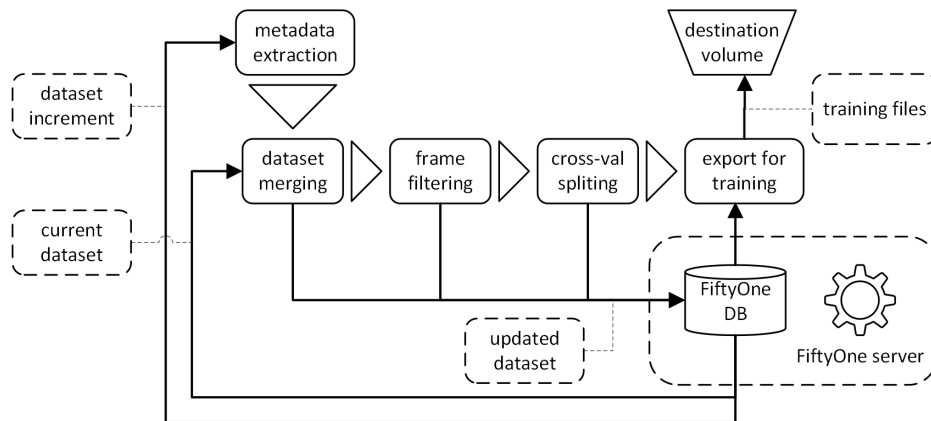 metadata
extraction
destination
volume
dataset
increment
training files
dataset
merging
frame
filtering
cross-val
spliting
export for
training
current
dataset
FiftyOne
DB
updated
dataset
FiftyOne server